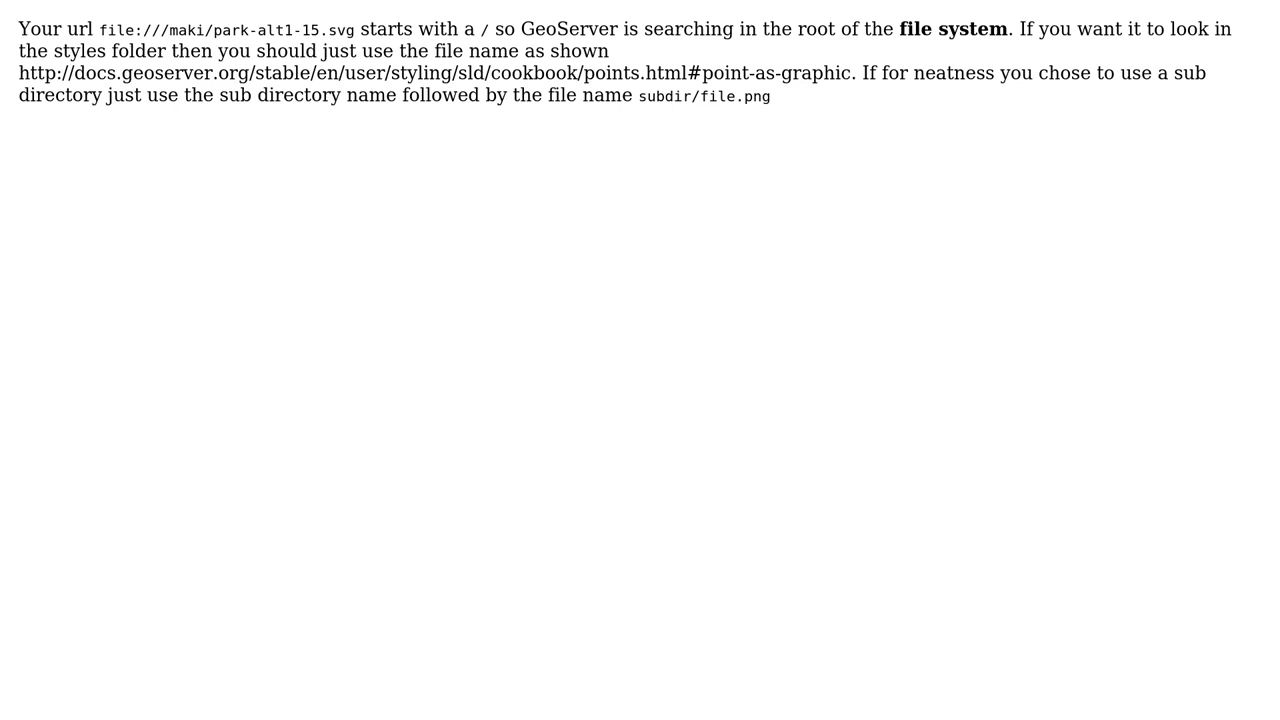 Your url file:///maki/park-alt1-15.svg starts with a / so GeoServer is searching in the root of the file system. If you want it to look in
the styles folder then you should just use the file name as shown
http://docs.geoserver.org/stable/en/user/styling/sld/cookbook/points.html#point-as-graphic. If for neatness you chose to use a sub
directory just use the sub directory name followed by the file name subdir/file.png